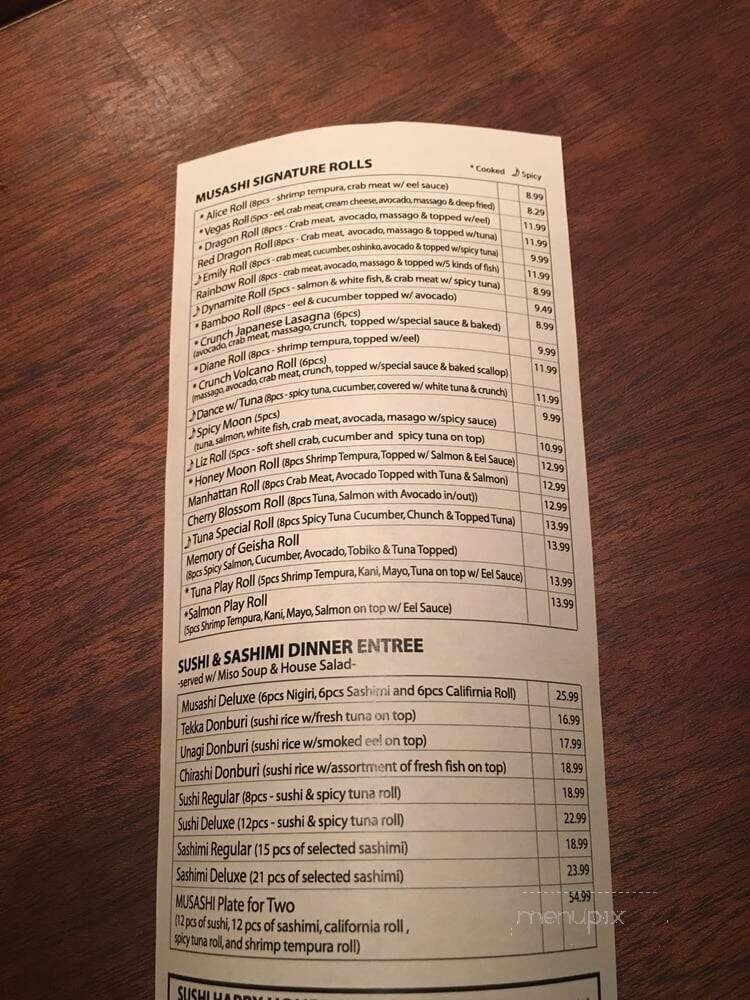 MUSASHI SIGNATURE ROLLS * Cooked ♪ Spicy
* Alice Roll (8pcs - shrimp tempura, crab meat w/ eel sauce) 8.99
* Vegas Roll (5pcs - eel, crab meat, cream cheese, avocado, massago & deep fried) 8.29
* Dragon Roll (8pcs - Crab meat, avocado, massago & topped w/eel) 11.99
Red Dragon Roll (8pcs - Crab meat, avocado, massago & topped w/tuna) 11.99
♪ Emily Roll (8pcs - crab meat, cucumber, oshinko, avocado & topped w/spicy tuna) 9.99
Rainbow Roll (8pcs - crab meat, avocado, massago & topped w/5 kinds of fish) 11.99
♪ Dynamite Roll (5pcs - salmon & white fish, & crab meat w/ spicy tuna) 8.99
* Bamboo Roll (8pcs - eel & cucumber topped w/ avocado) 9.49
* Crunch Japanese Lasagna (6pcs) 8.99
(avocado, crab meat, massago, crunch, topped w/special sauce & baked)
* Diane Roll (8pcs - shrimp tempura, topped w/eel) 9.99
* Crunch Volcano Roll (6pcs) 11.99
(massago, avocado, crab meat, crunch, topped w/special sauce & baked scallop)
♪ Dance w/ Tuna (8pcs - spicy tuna, cucumber, covered w/ white tuna & crunch) 11.99
♪ Spicy Moon (5pcs) 9.99
(tuna, salmon, white fish, crab meat, avocada, masago w/spicy sauce)
♪ Liz Roll (5pcs - soft shell crab, cucumber and spicy tuna on top) 10.99
* Honey Moon Roll (8pcs Shrimp Tempura, Topped w/ Salmon & Eel Sauce) 12.99
Manhattan Roll (8pcs Crab Meat, Avocado Topped with Tuna & Salmon) 12.99
Cherry Blossom Roll (8pcs Tuna, Salmon with Avocado in/out)) 12.99
♪ Tuna Special Roll (8pcs Spicy Tuna Cucumber, Chunch & Topped Tuna) 13.99
Memory of Geisha Roll 13.99
(8pcs Spicy Salmon, Cucumber, Avocado, Tobiko & Tuna Topped)
* Tuna Play Roll (5pcs Shrimp Tempura, Kani, Mayo, Tuna on top w/ Eel Sauce) 13.99
*Salmon Play Roll 13.99
(5pcs Shrimp Tempura, Kani, Mayo, Salmon on top w/ Eel Sauce)
SUSHI & SASHIMI DINNER ENTREE
-served w/ Miso Soup & House Salad-
Musashi Deluxe (6pcs Nigiri, 6pcs Sashimi and 6pcs Califirnia Roll) 25.99
Tekka Donburi (sushi rice w/fresh tuna on top) 16.99
Unagi Donburi (sushi rice w/smoked eel on top) 17.99
Chirashi Donburi (sushi rice w/assortment of fresh fish on top) 18.99
Sushi Regular (8pcs - sushi & spicy tuna roll) 18.99
Sushi Deluxe (12pcs - sushi & spicy tuna roll) 22.99
Sashimi Regular (15 pcs of selected sashimi) 18.99
Sashimi Deluxe (21 pcs of selected sashimi) 23.99
MUSASHI Plate for Two 54.99
(12 pcs of sushi, 12 pcs of sashimi, california roll,
spicy tuna roll, and shrimp tempura roll)
menupix
SUSHI HAPPY HOUR